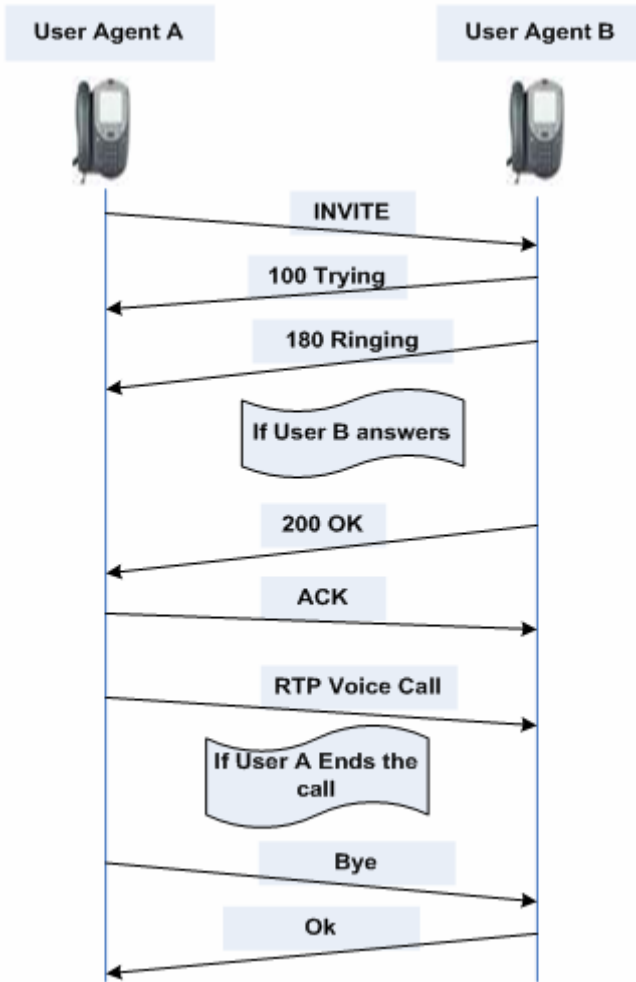 User Agent A
User Agent B
INVITE
100 Trying
180 Ringing
If User B answers
200 OK
ACK
RTP Voice Call
If User A Ends the
call
Bye
Ok